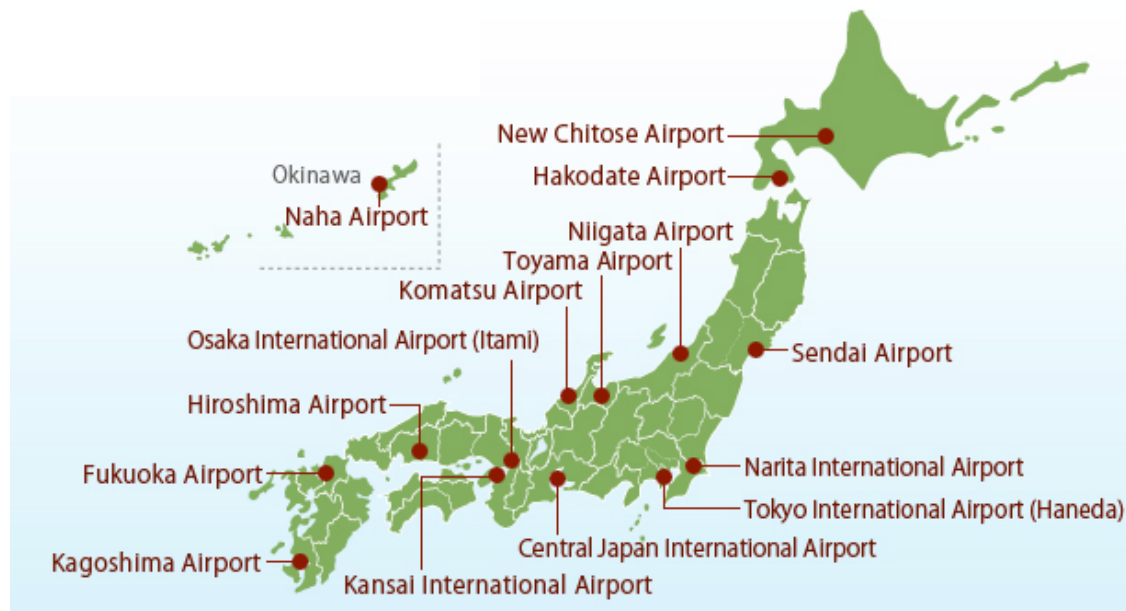 New Chitose Airport
Hakodate Airport
Okinawa
Naha Airport
Niigata Airport
Toyama Airport
Komatsu Airport
Osaka International Airport (Itami)
Sendai Airport
Hiroshima Airport
Fukuoka Airport
Narita International Airport
Tokyo International Airport (Haneda)
Central Japan International Airport
Kagoshima Airport
Kansai International Airport